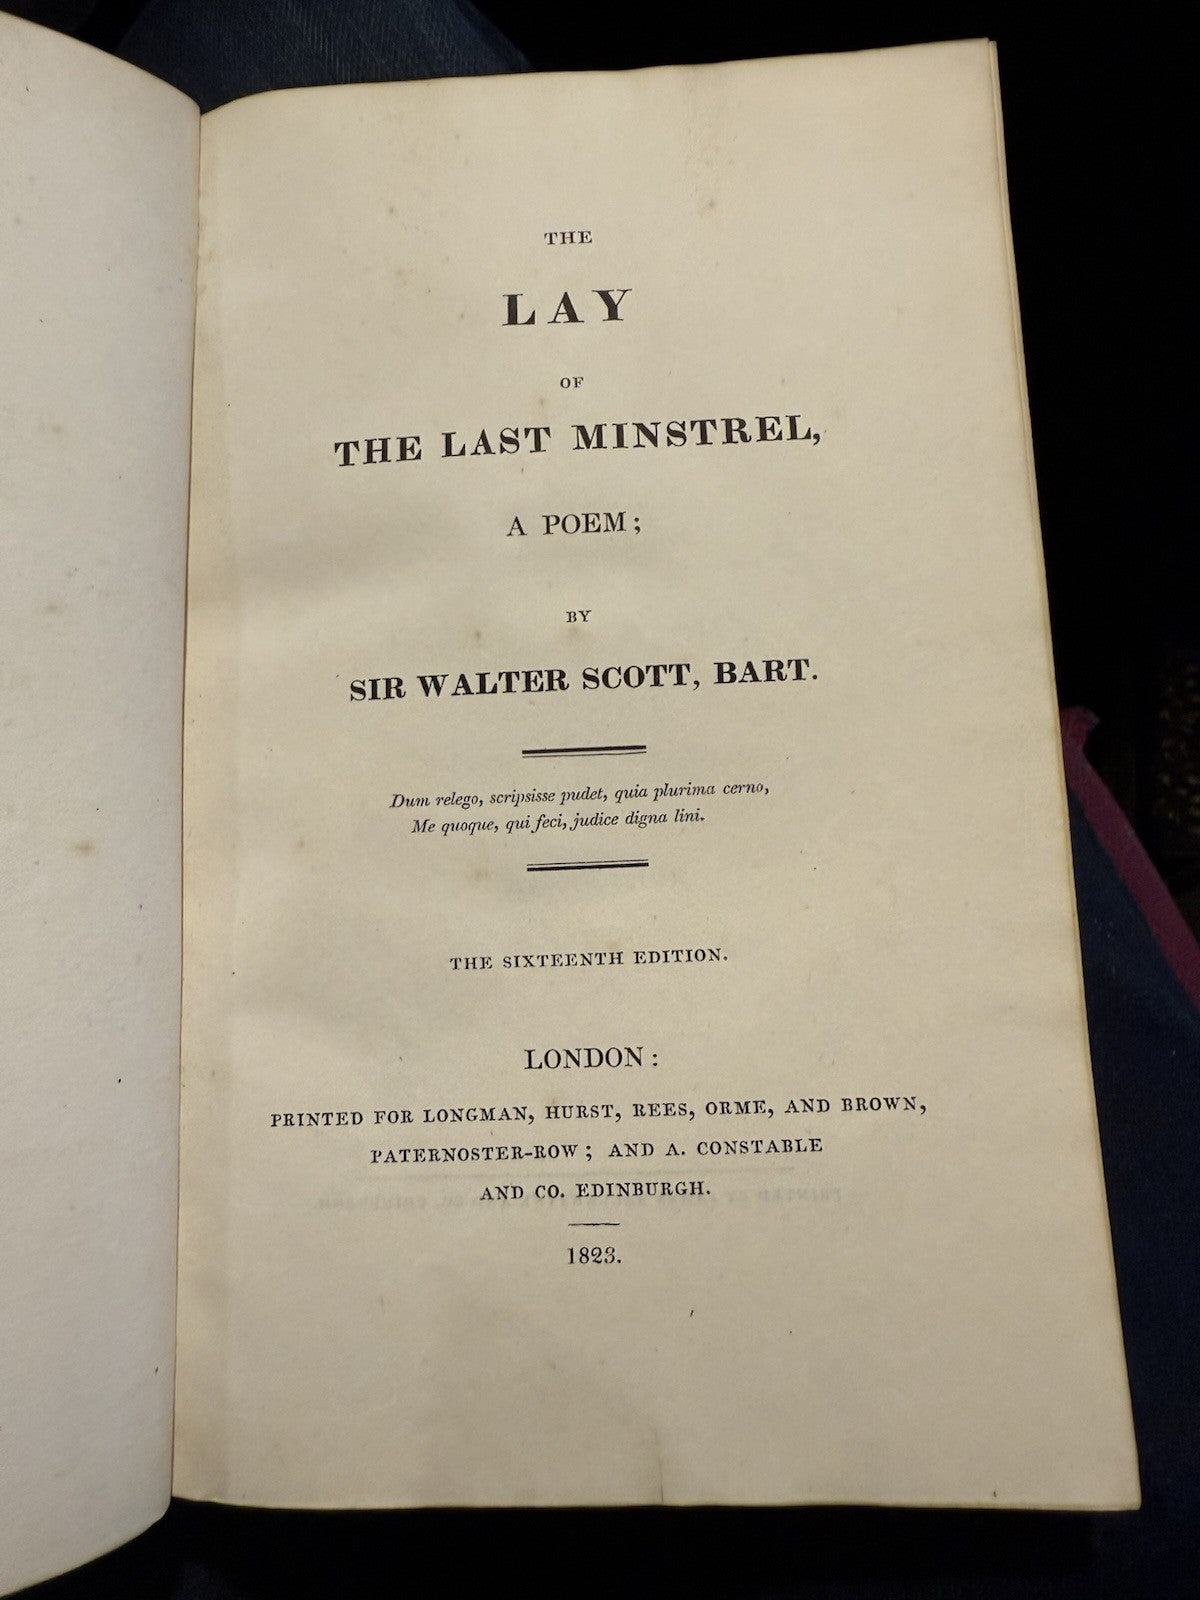 THE
LAY
OF
THE LAST MINSTREL,
A POEM;
BY
SIR WALTER SCOTT, BART.
Dum relego, scripsisse pudet, quia plurima cerno,
Me quoque, qui feci, judice digna lini.
THE SIXTEENTH EDITION.
LONDON:
PRINTED FOR LONGMAN, HURST, REES, ORME, AND BROWN,
PATERNOSTER-ROW; AND A. CONSTABLE
AND CO. EDINBURGH.
1823.